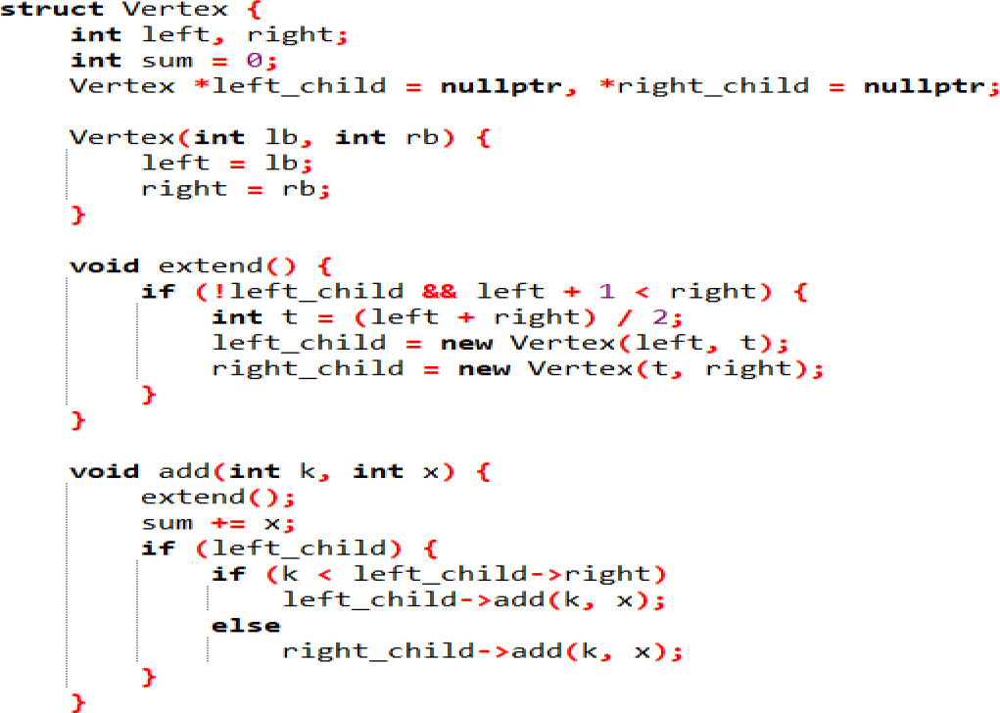 struct Vertex {
    int left, right;
    int sum = 0;
    Vertex *left_child = nullptr, *right_child = nullptr;

    Vertex(int lb, int rb) {
        left = lb;
        right = rb;
    }

    void extend() {
        if (!left_child && left + 1 < right) {
            int t = (left + right) / 2;
            left_child = new Vertex(left, t);
            right_child = new Vertex(t, right);
        }
    }

    void add(int k, int x) {
        extend();
        sum += x;
        if (left_child) {
            if (k < left_child->right)
                left_child->add(k, x);
            else
                right_child->add(k, x);
        }
    }